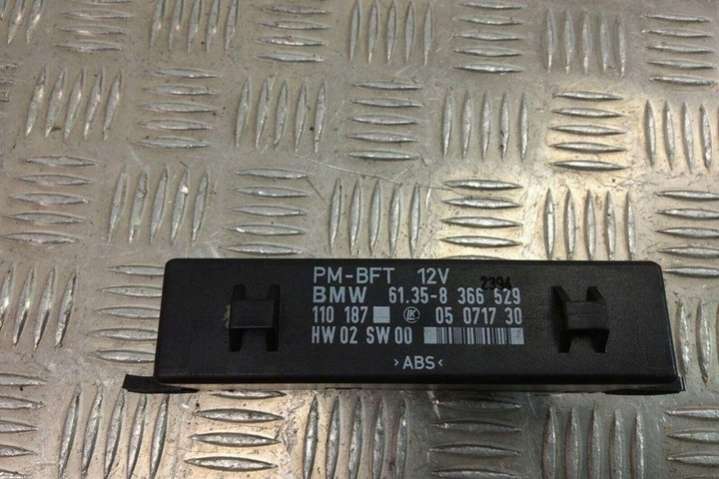 PM-BFT 12V
2394
BMW 61.35-8 366 529
110 187 LK 05 0717 30
HW 02 SW 00
>ABS<